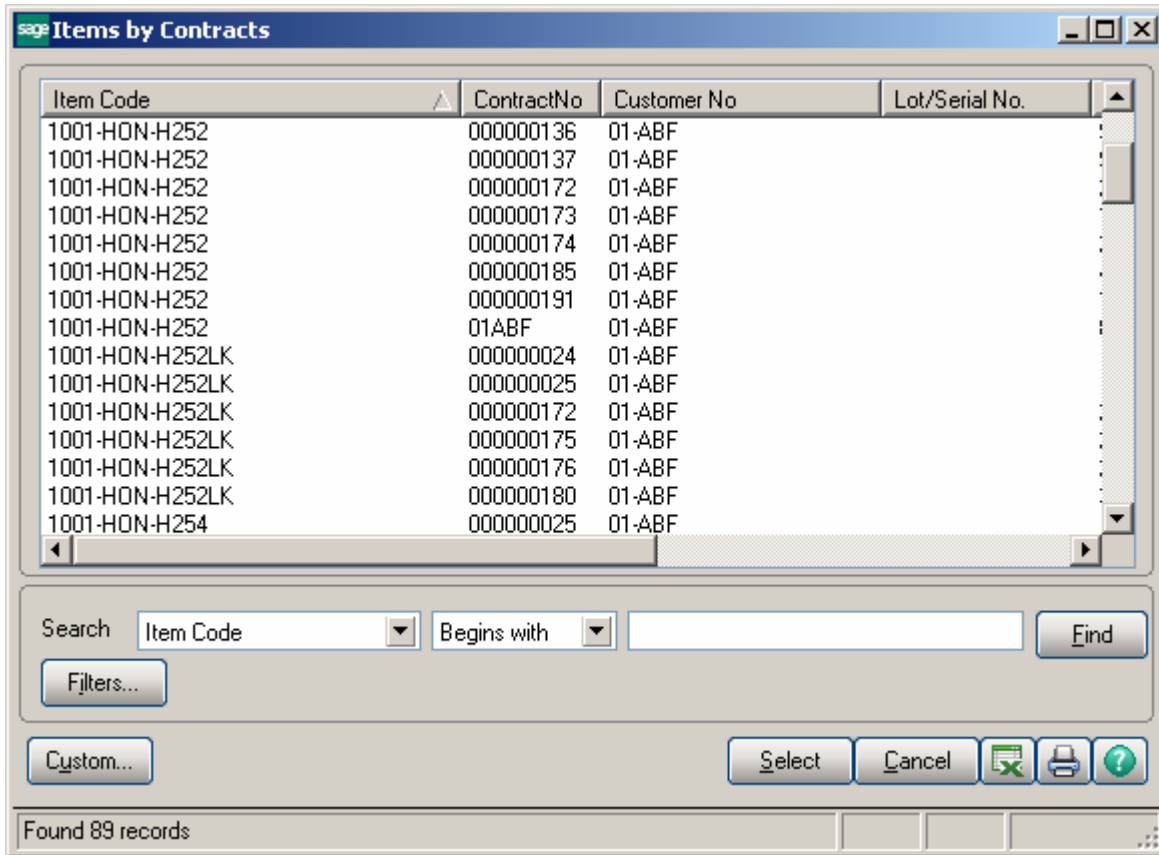 sage Items by Contracts
Item Code ContractNo Customer No Lot/Serial No.
1001-HON-H252 000000136 01-ABF
1001-HON-H252 000000137 01-ABF
1001-HON-H252 000000172 01-ABF
1001-HON-H252 000000173 01-ABF
1001-HON-H252 000000174 01-ABF
1001-HON-H252 000000185 01-ABF
1001-HON-H252 000000191 01-ABF
1001-HON-H252 01ABF 01-ABF
1001-HON-H252LK 000000024 01-ABF
1001-HON-H252LK 000000025 01-ABF
1001-HON-H252LK 000000172 01-ABF
1001-HON-H252LK 000000175 01-ABF
1001-HON-H252LK 000000176 01-ABF
1001-HON-H252LK 000000180 01-ABF
1001-HON-H254 000000025 01-ABF
Search Item Code Begins with Find
Filters...
Custom... Select Cancel
Found 89 records